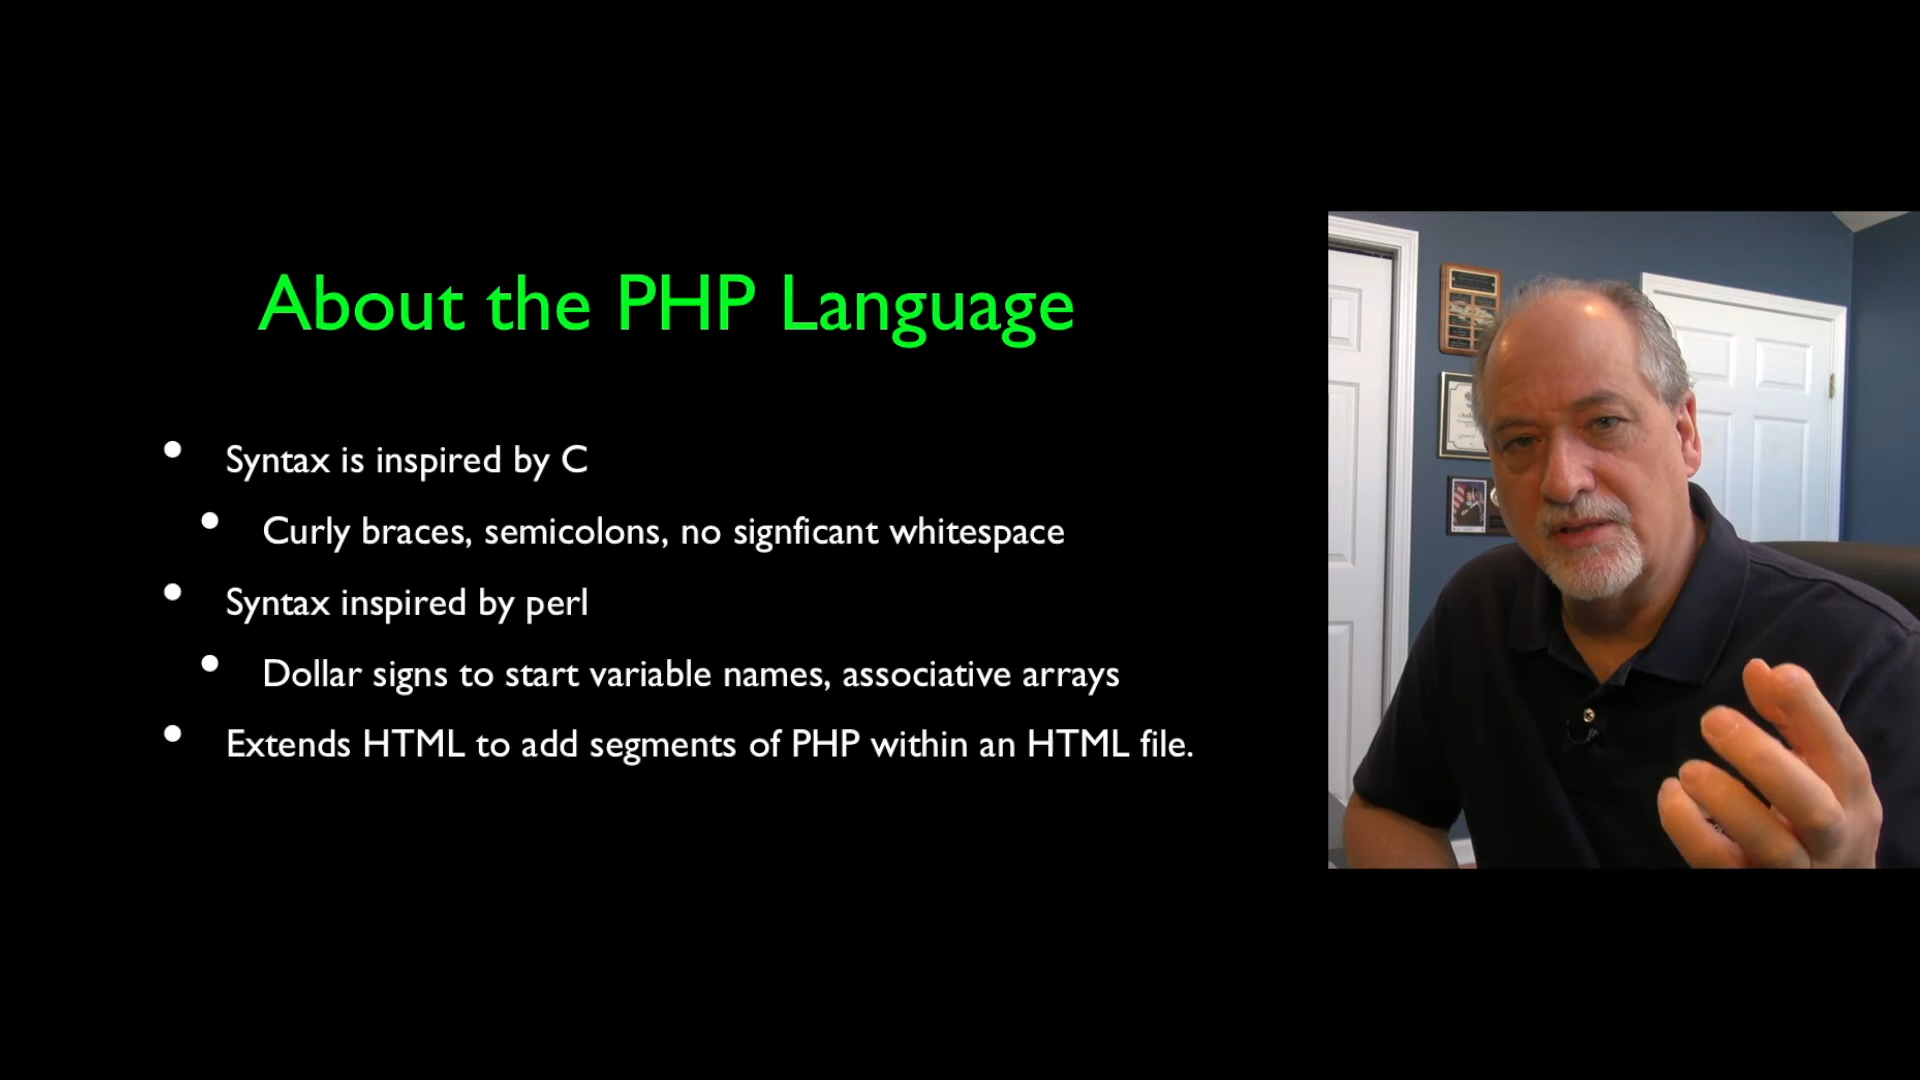 About the PHP Language
• Syntax is inspired by C
• Curly braces, semicolons, no signficant whitespace
• Syntax inspired by perl
• Dollar signs to start variable names, associative arrays
• Extends HTML to add segments of PHP within an HTML file.